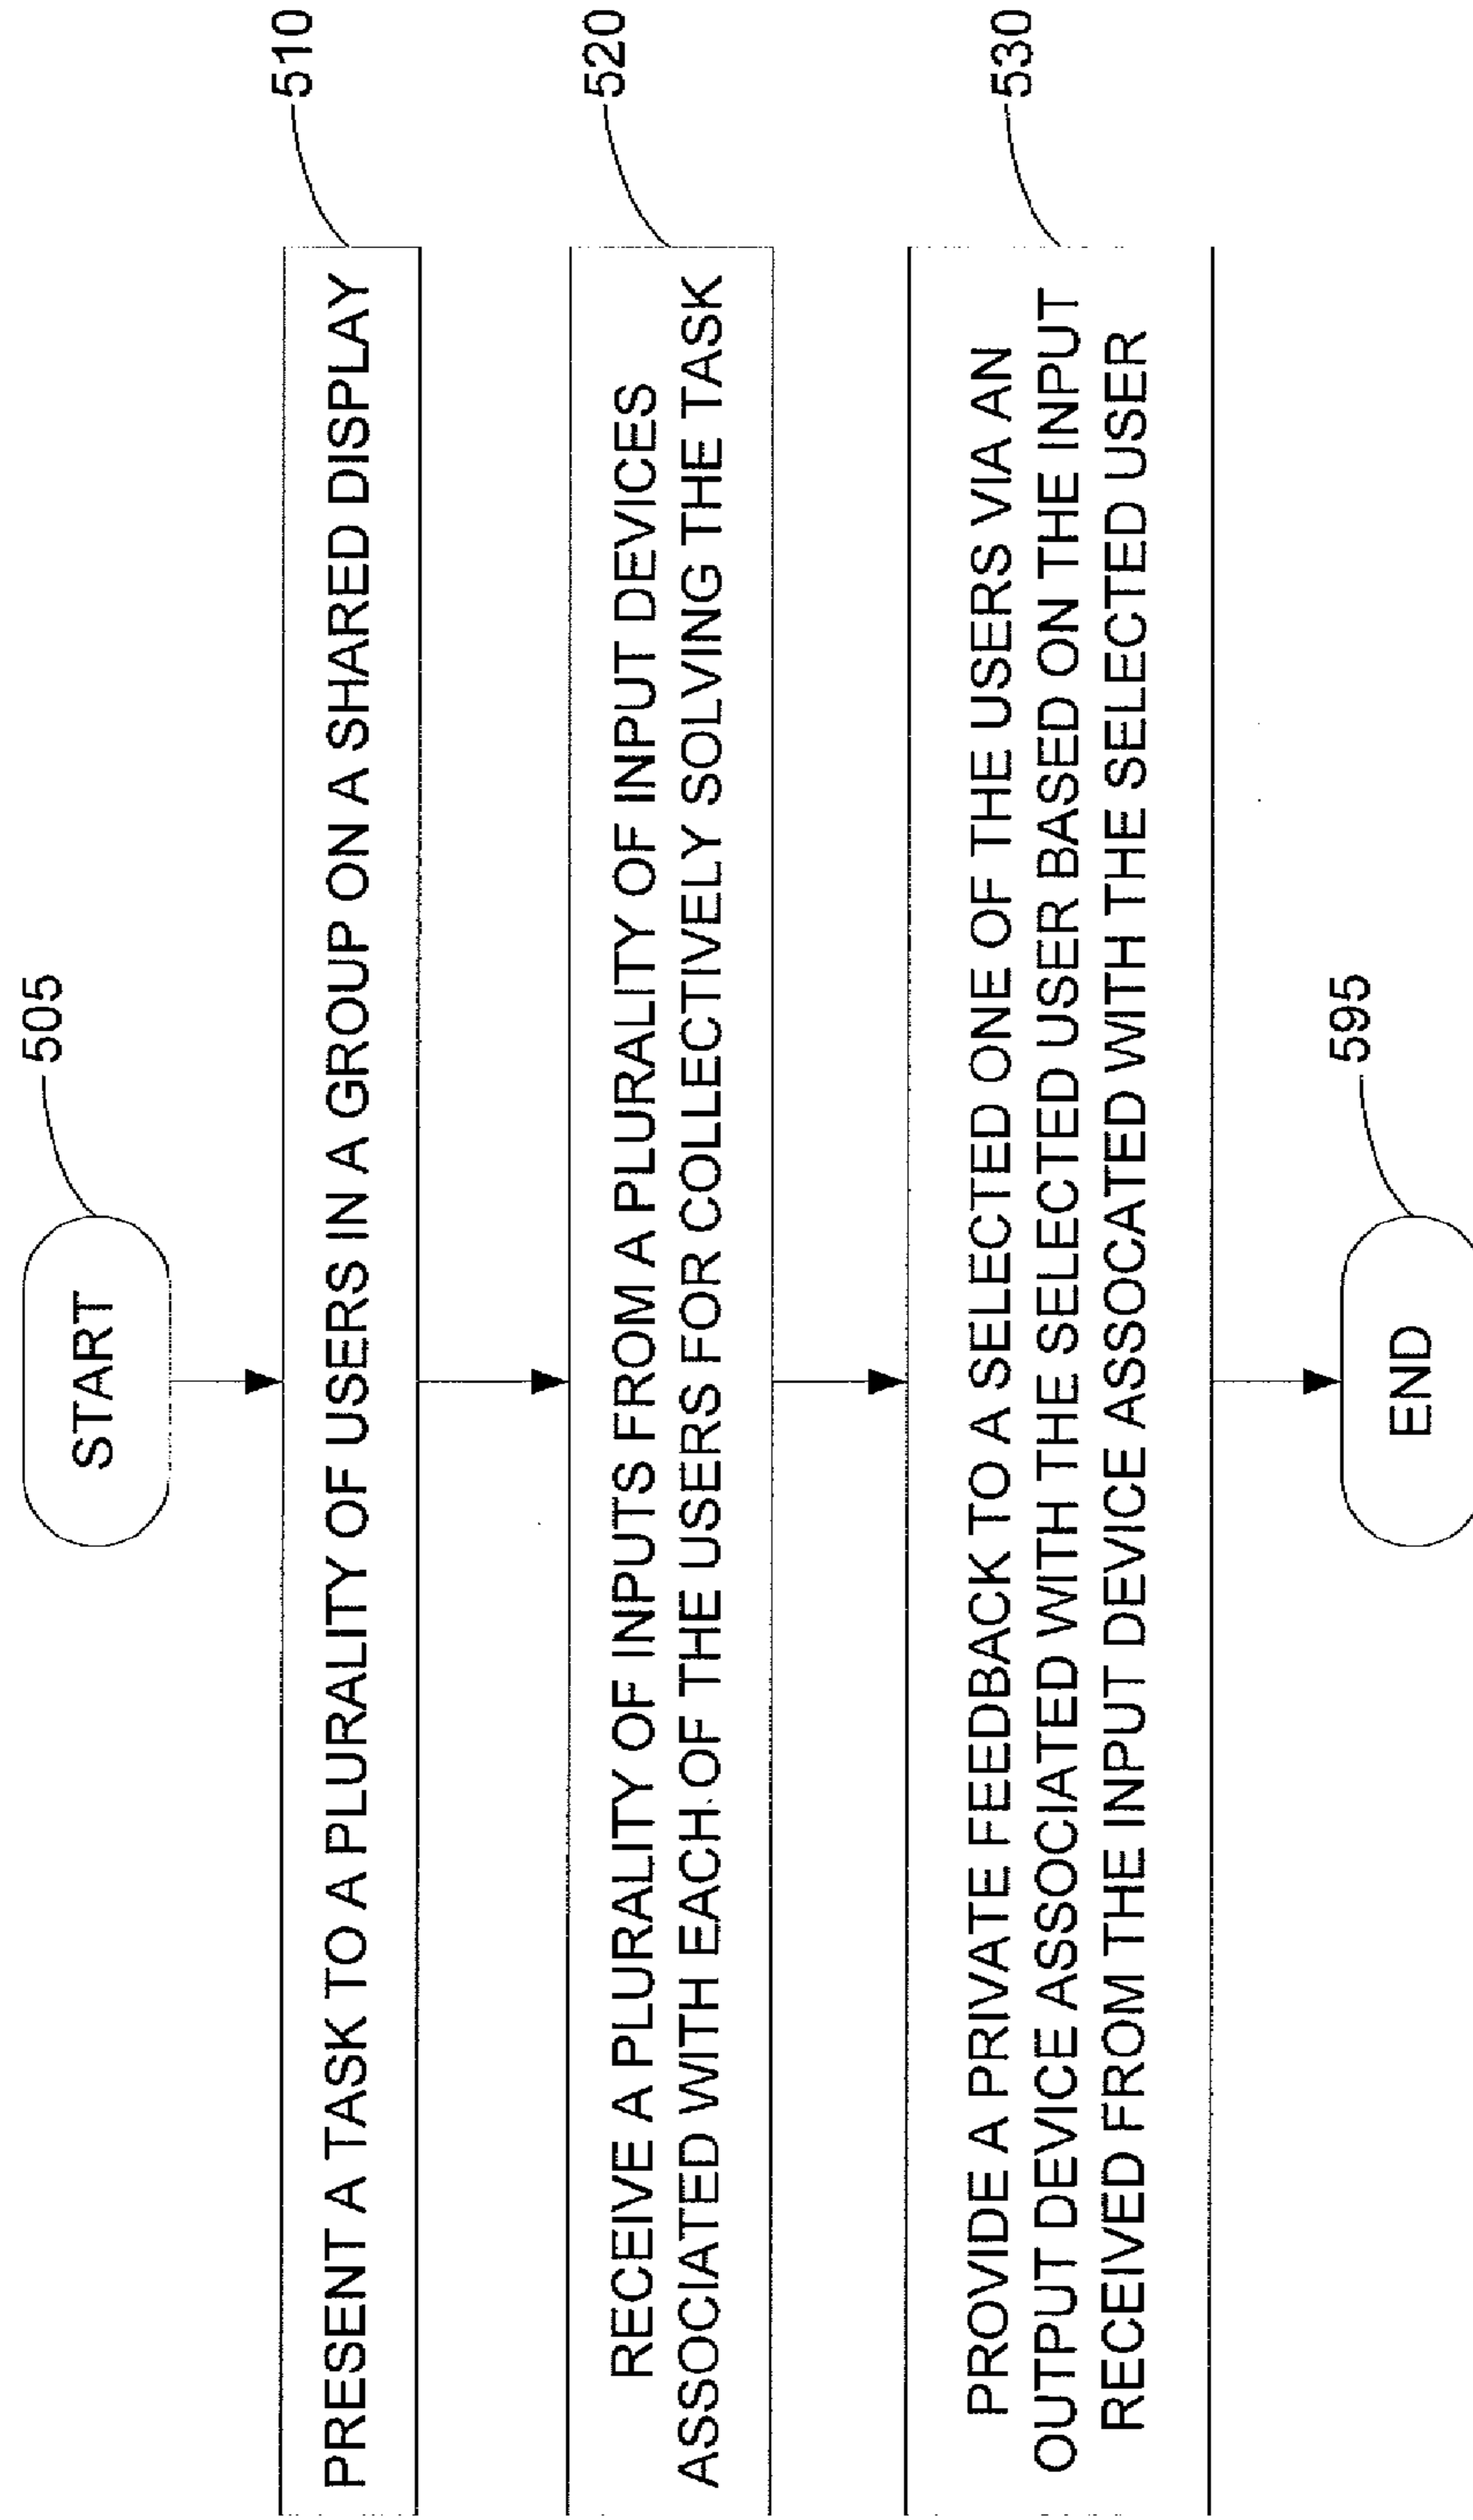 505
START
510
PRESENT A TASK TO A PLURALITY OF USERS IN A GROUP ON A SHARED DISPLAY
520
RECEIVE A PLURALITY OF INPUTS FROM A PLURALITY OF INPUT DEVICES
ASSOCIATED WITH EACH OF THE USERS FOR COLLECTIVELY SOLVING THE TASK
530
PROVIDE A PRIVATE FEEDBACK TO A SELECTED ONE OF THE USERS VIA AN
OUTPUT DEVICE ASSOCIATED WITH THE SELECTED USER BASED ON THE INPUT
RECEIVED FROM THE INPUT DEVICE ASSOCATED WITH THE SELECTED USER
595
END